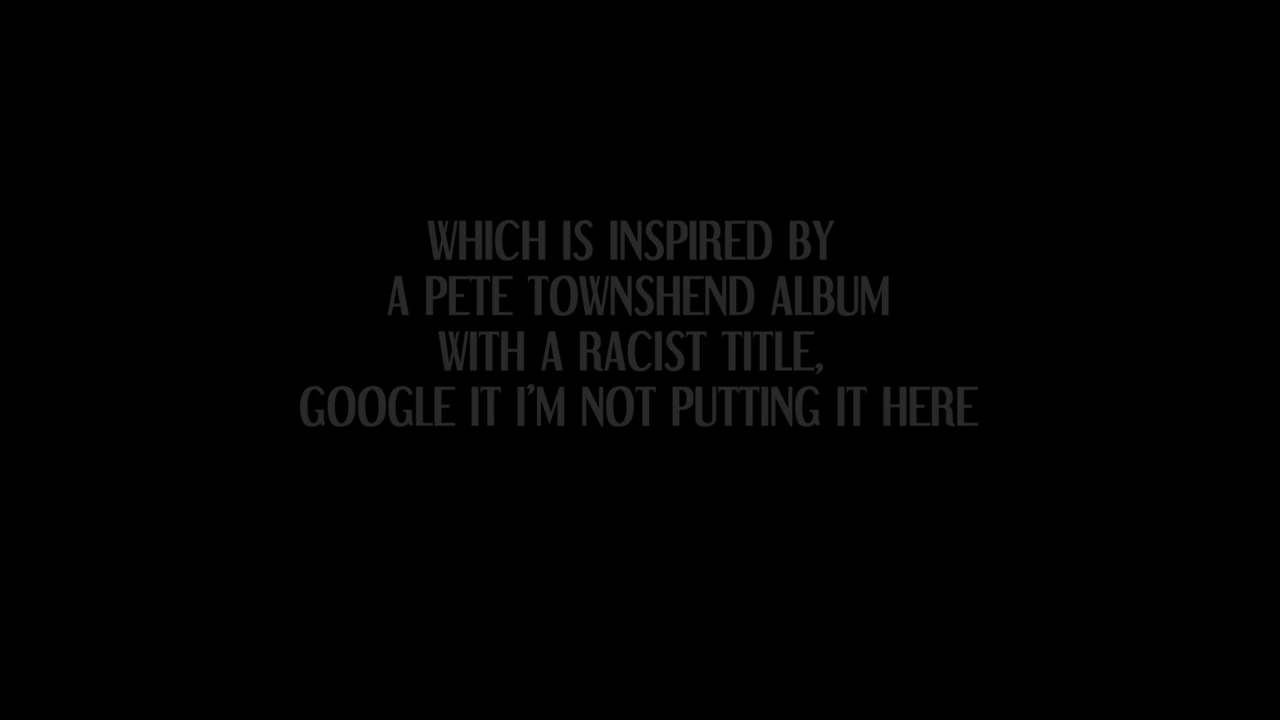 WHICH IS INSPIRED BY
A PETE TOWNSHEND ALBUM
WITH A RACIST TITLE,
GOOGLE IT I'M NOT PUTTING IT HERE